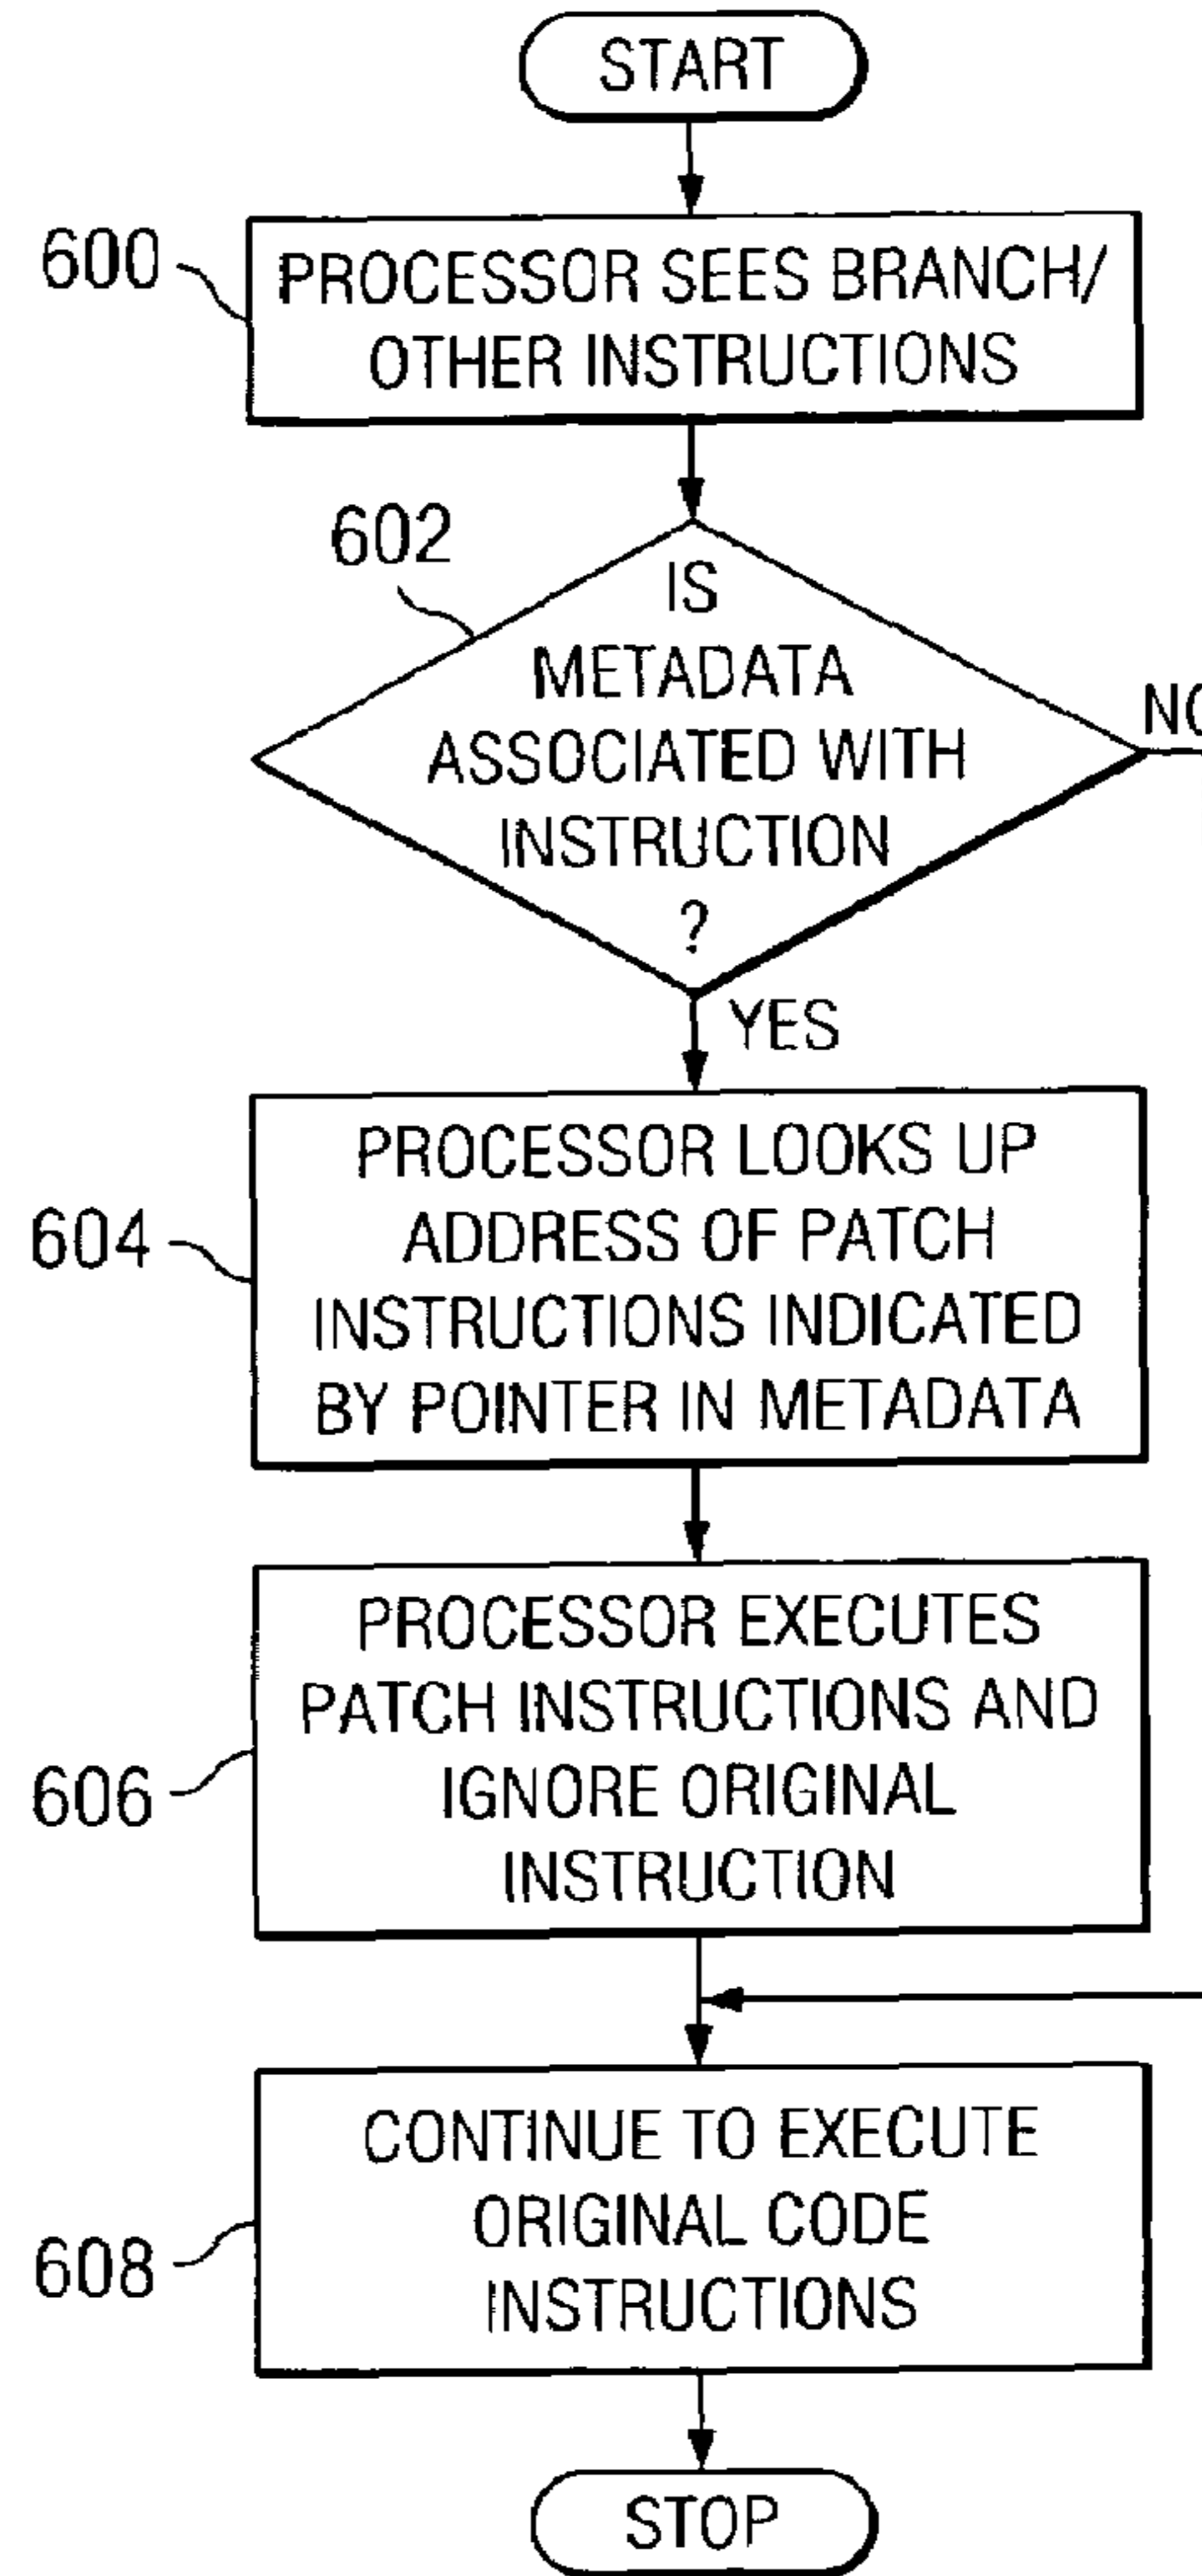 START
600
PROCESSOR SEES BRANCH/
OTHER INSTRUCTIONS
602
IS
METADATA
ASSOCIATED WITH
INSTRUCTION
?
YES
604
PROCESSOR LOOKS UP
ADDRESS OF PATCH
INSTRUCTIONS INDICATED
BY POINTER IN METADATA
606
PROCESSOR EXECUTES
PATCH INSTRUCTIONS AND
IGNORE ORIGINAL
INSTRUCTION
608
CONTINUE TO EXECUTE
ORIGINAL CODE
INSTRUCTIONS
STOP